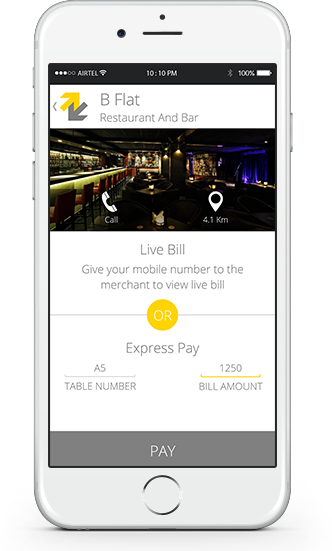 AIRTEL 10:10 PM 100%
B Flat
Restaurant And Bar
Call 4.1 Km
Live Bill
Give your mobile number to the
merchant to view live bill
OR
Express Pay
A5 1250
TABLE NUMBER BILL AMOUNT
PAY